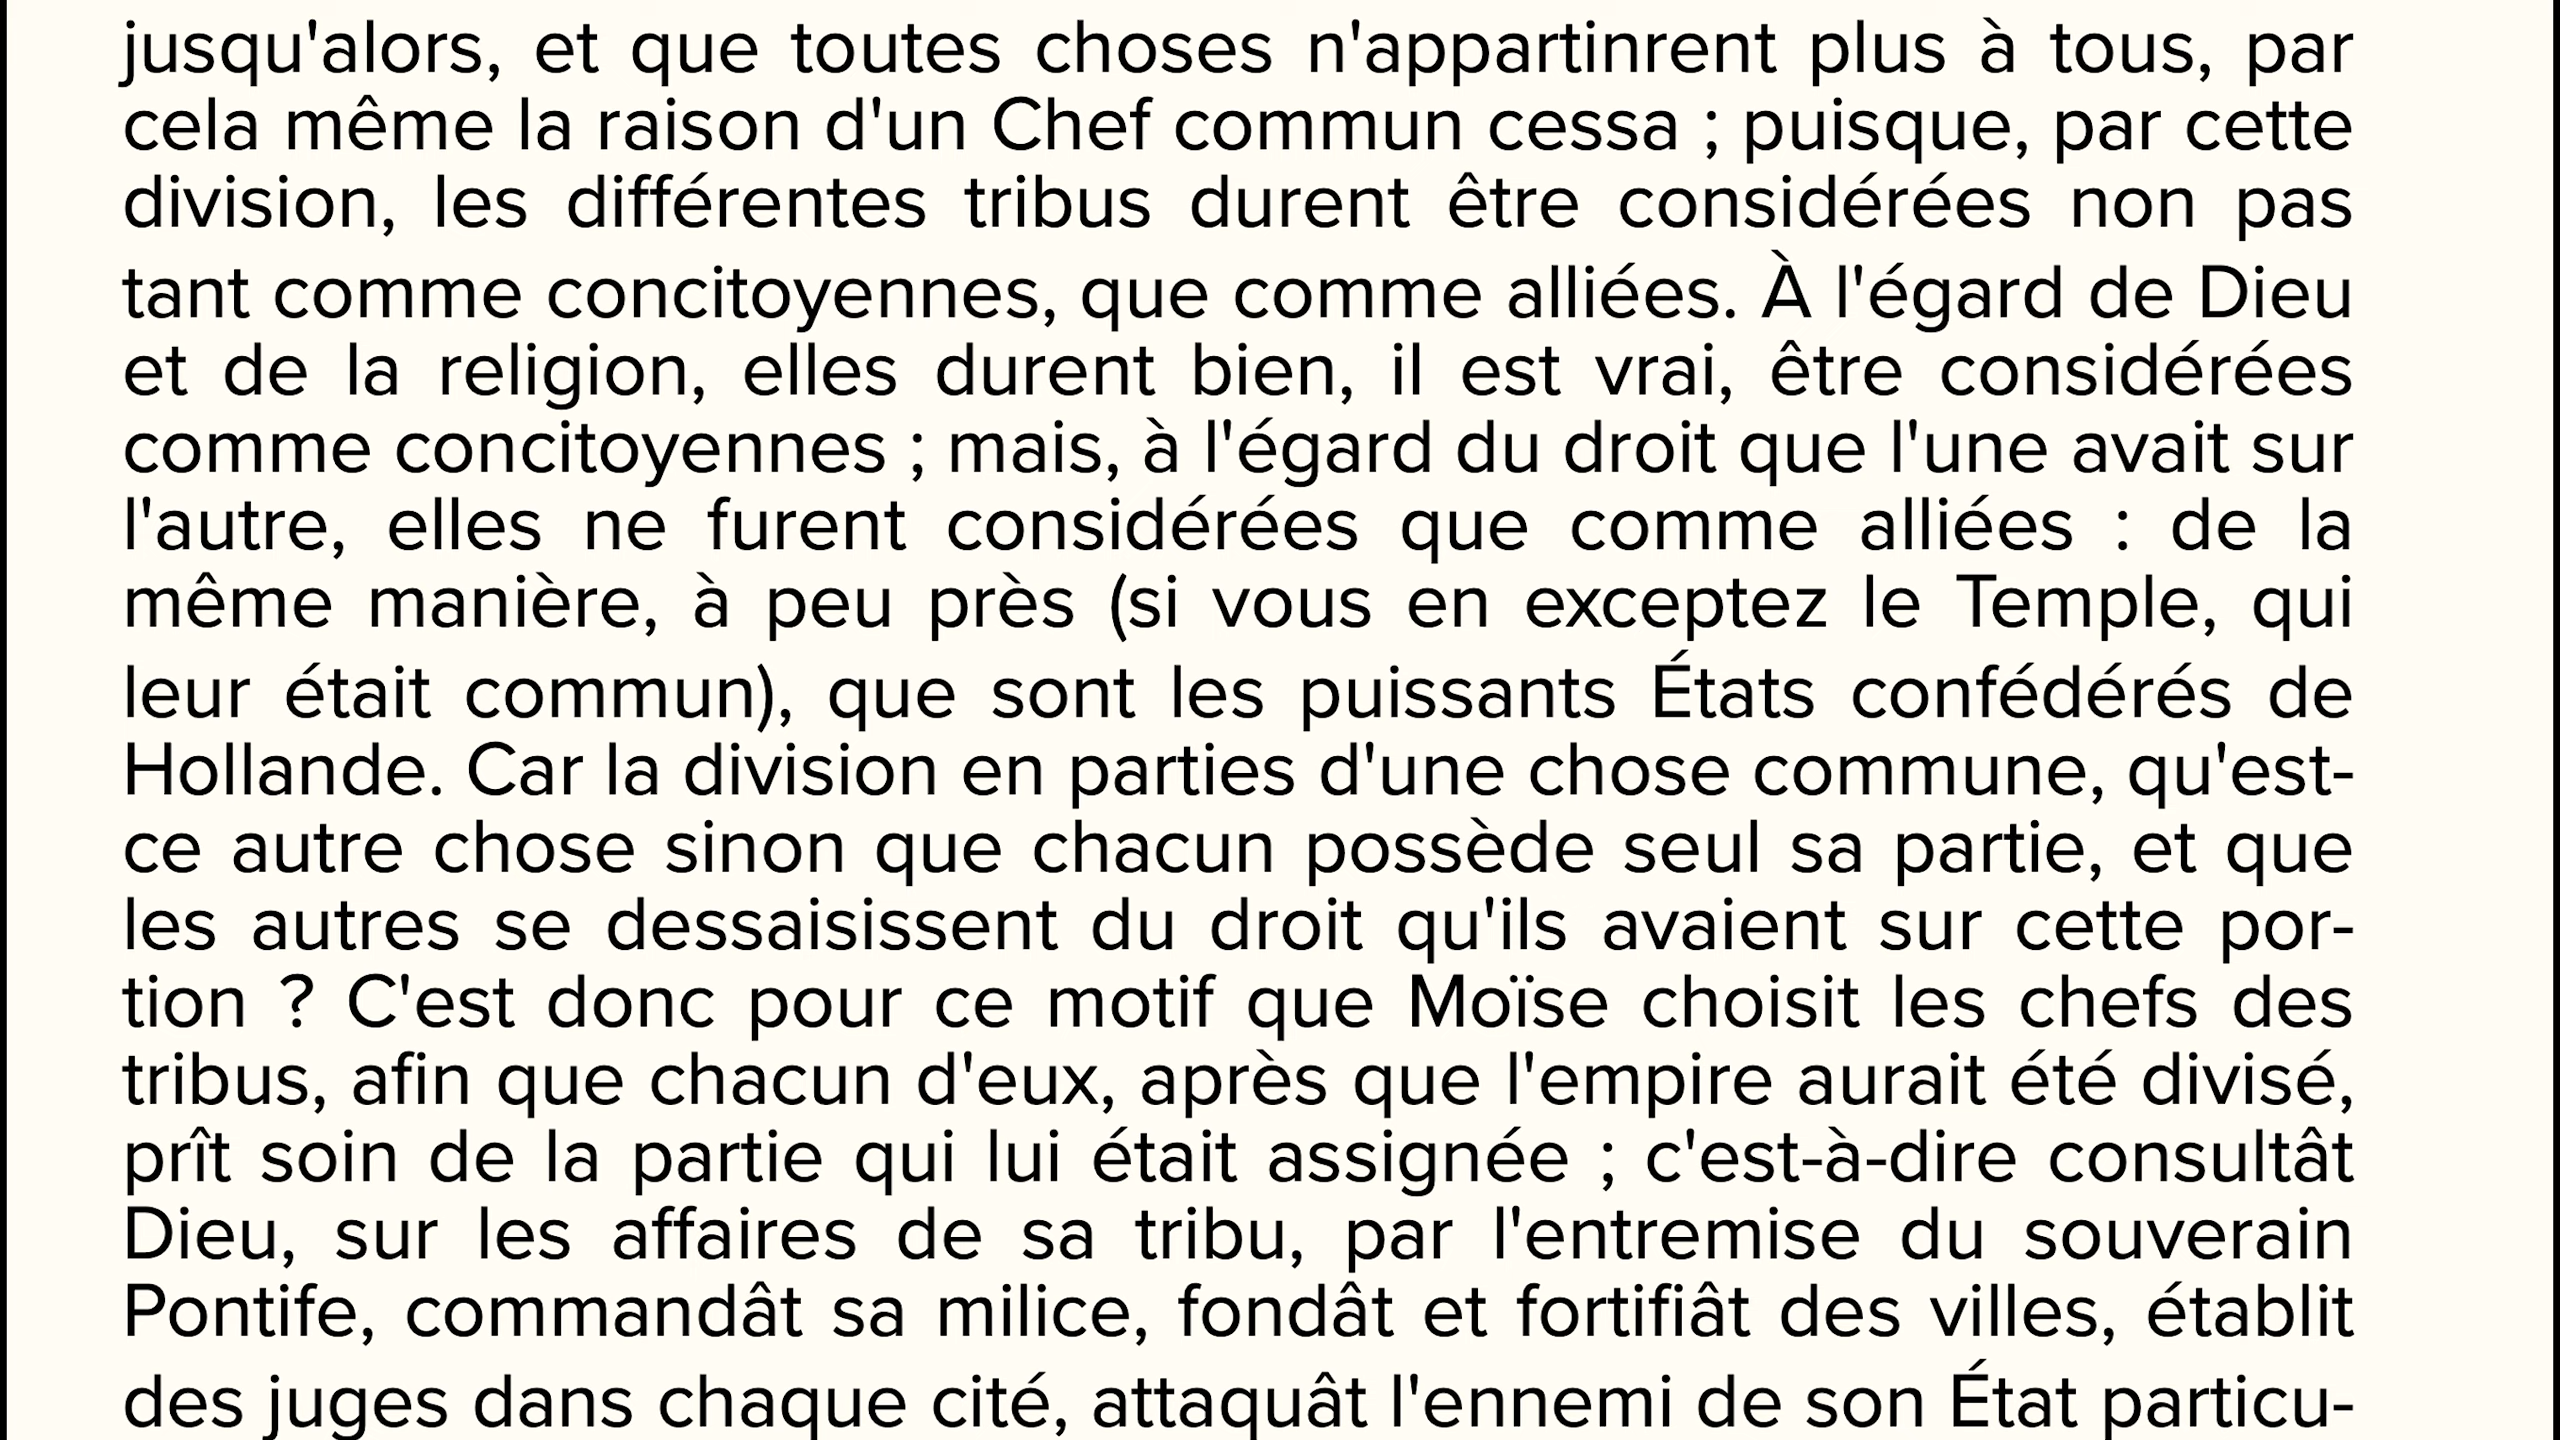 jusqu'alors, et que toutes choses n'appartinrent plus à tous, par
cela même la raison d'un Chef commun cessa ; puisque, par cette
division, les différentes tribus durent être considérées non pas
tant comme concitoyennes, que comme alliées. À l'égard de Dieu
et de la religion, elles durent bien, il est vrai, être considérées
comme concitoyennes ; mais, à l'égard du droit que l'une avait sur
l'autre, elles ne furent considérées que comme alliées : de la
même manière, à peu près (si vous en exceptez le Temple, qui
leur était commun), que sont les puissants États confédérés de
Hollande. Car la division en parties d'une chose commune, qu'est-
ce autre chose sinon que chacun possède seul sa partie, et que
les autres se dessaisissent du droit qu'ils avaient sur cette por-
tion ? C'est donc pour ce motif que Moïse choisit les chefs des
tribus, afin que chacun d'eux, après que l'empire aurait été divisé,
prît soin de la partie qui lui était assignée ; c'est-à-dire consultât
Dieu, sur les affaires de sa tribu, par l'entremise du souverain
Pontife, commandât sa milice, fondât et fortifiât des villes, établit
des juges dans chaque cité, attaquât l'ennemi de son État particu-